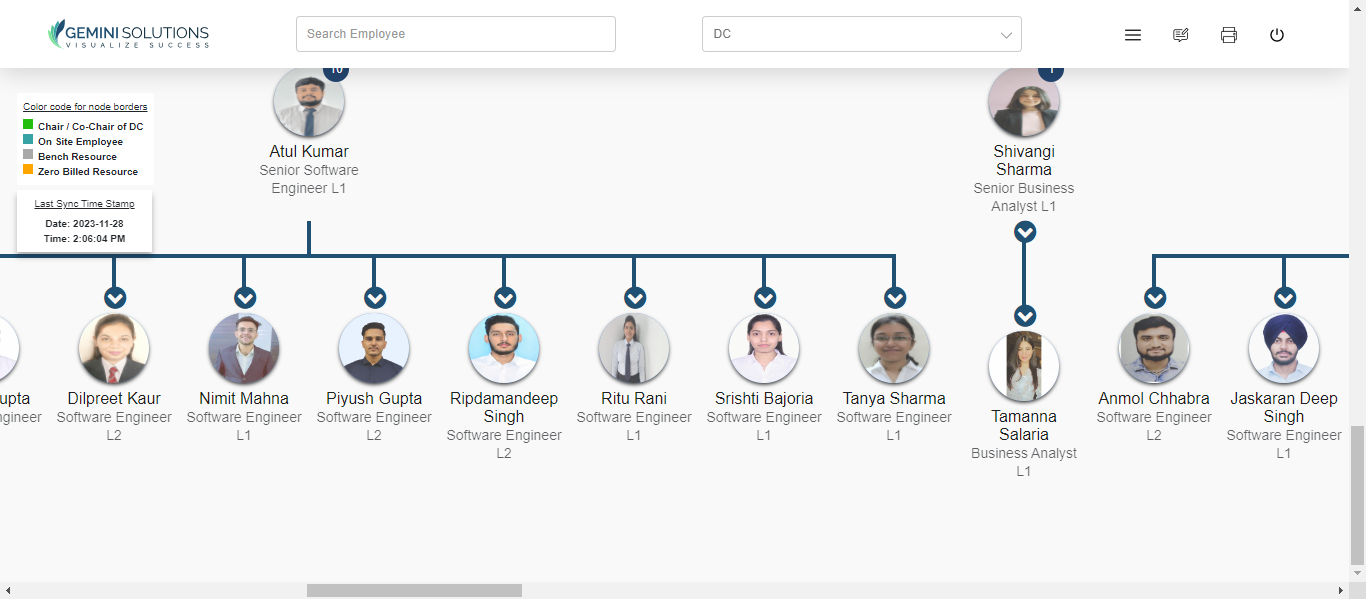 GEMINI SOLUTIONS
VISUALIZE SUCCESS
Search Employee
DC
Color code for node borders
Chair / Co-Chair of DC
On Site Employee
Bench Resource
Zero Billed Resource
Last Sync Time Stamp
Date: 2023-11-28
Time: 2:06:04 PM
10
Atul Kumar
Senior Software
Engineer L1
1
Shivangi
Sharma
Senior Business
Analyst L1
upta
ngineer
Dilpreet Kaur
Software Engineer
L2
Nimit Mahna
Software Engineer
L1
Piyush Gupta
Software Engineer
L2
Ripdamandeep
Singh
Software Engineer
L2
Ritu Rani
Software Engineer
L1
Srishti Bajoria
Software Engineer
L1
Tanya Sharma
Software Engineer
L1
Tamanna
Salaria
Business Analyst
L1
Anmol Chhabra
Software Engineer
L2
Jaskaran Deep
Singh
Software Engineer
L1